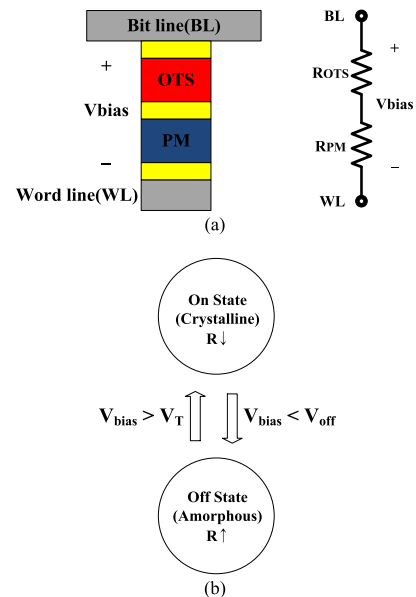 Bit line(BL)
+
OTS
Vbias
PM
−
Word line(WL)
BL
+
ROTS
Vbias
RPM
−
WL
(a)
On State
(Crystalline)
R↓
Vbias > VT
Vbias < Voff
Off State
(Amorphous)
R↑
(b)